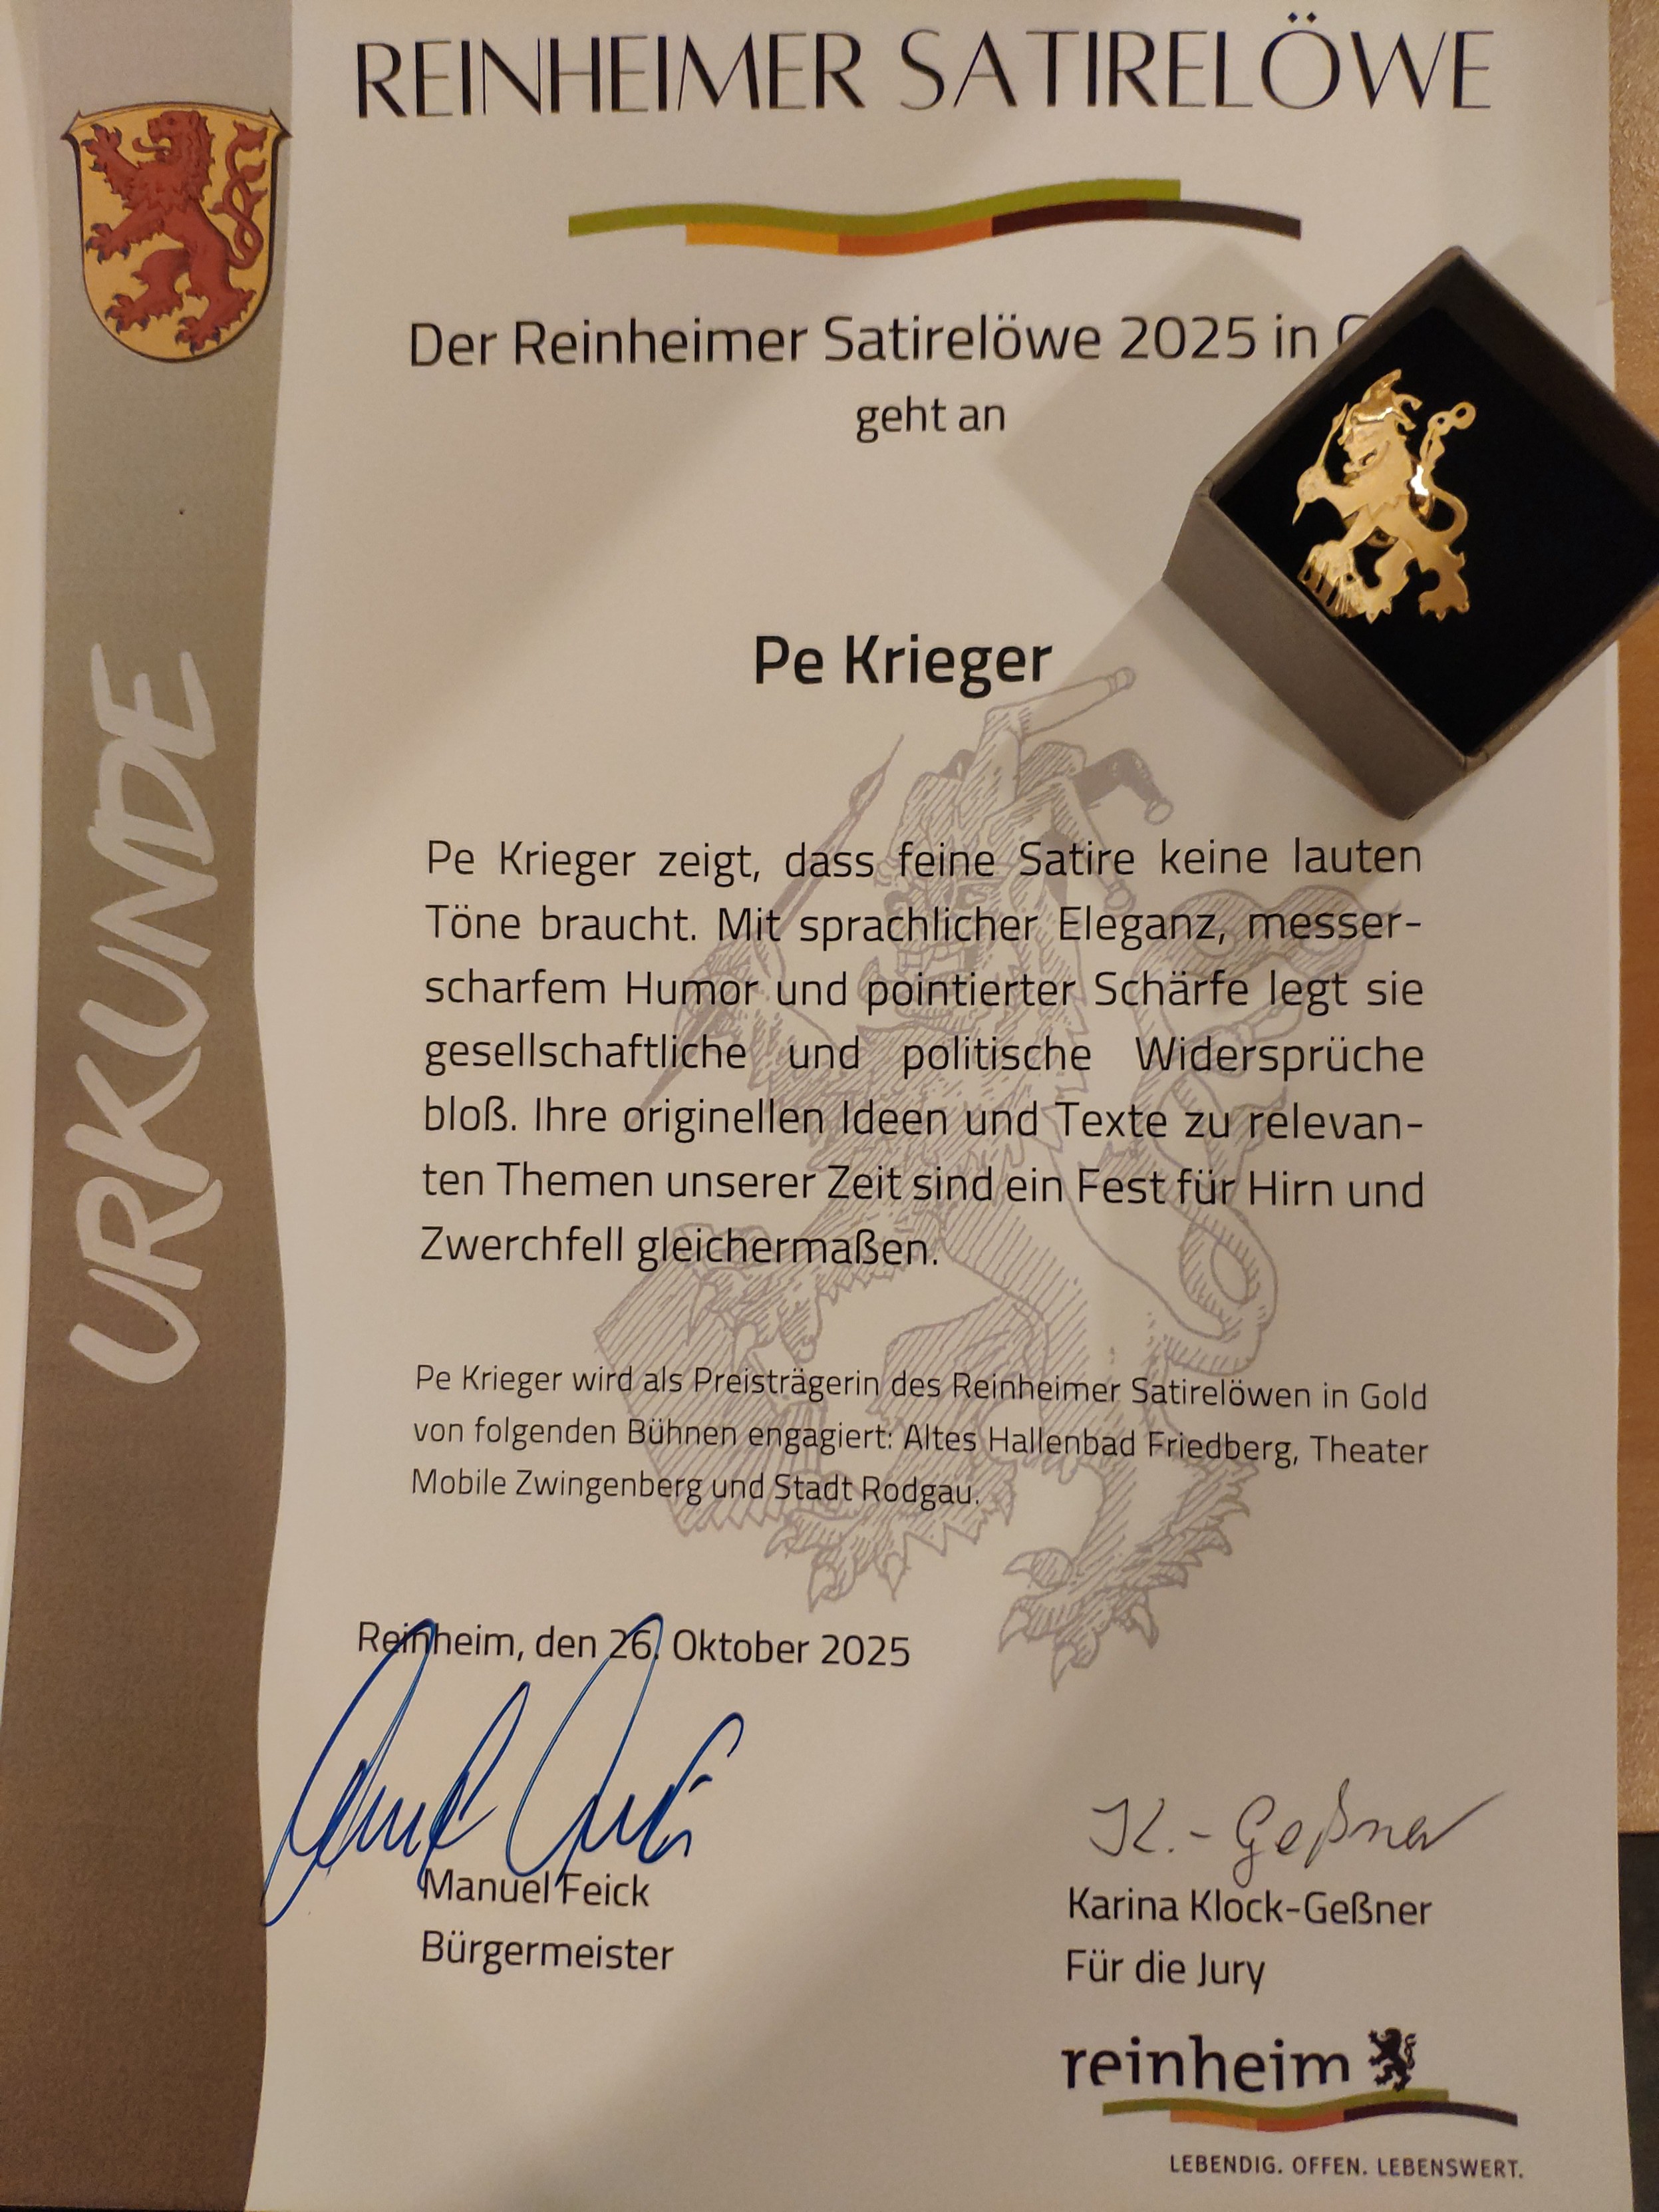 REINHEIMER SATIRELÖWE
Der Reinheimer Satirelöwe 2025 in
geht an
Pe Krieger
URKUNDE
Pe Krieger zeigt, dass feine Satire keine lauten
Töne braucht. Mit sprachlicher Eleganz, messer-
scharfem Humor und pointierter Schärfe legt sie
gesellschaftliche und politische Widersprüche
bloß. Ihre originellen Ideen und Texte zu relevan-
ten Themen unserer Zeit sind ein Fest für Hirn und
Zwerchfell gleichermaßen.
Pe Krieger wird als Preisträgerin des Reinheimer Satirelöwen in Gold
von folgenden Bühnen engagiert: Altes Hallenbad Friedberg, Theater
Mobile Zwingenberg und Stadt Rodgau.
Reinheim, den 26. Oktober 2025
K.-Geßner
Manuel Feick
Bürgermeister
Karina Klock-Geßner
Für die Jury
reinheim
LEBENDIG. OFFEN. LEBENSWERT.